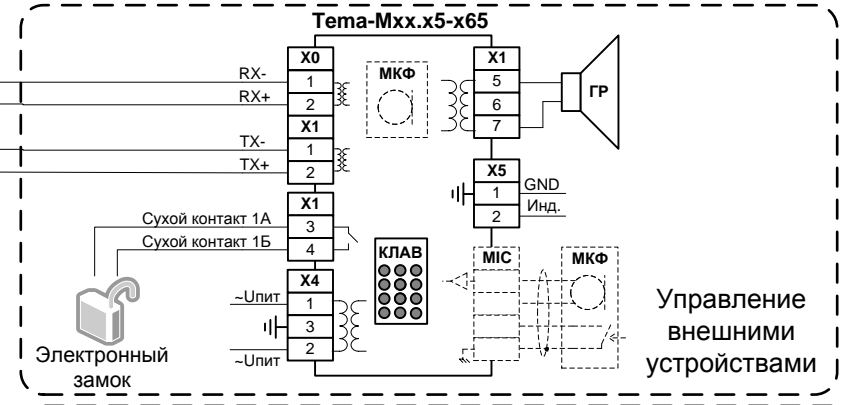 Tema-Mxx.x5-x65
X0
RX-
1
RX+
2
X1
TX-
1
TX+
2
X1
Сухой контакт 1А
3
Сухой контакт 1Б
4
X4
~Uпит
1
3
~Uпит
2
Электронный
замок
МКФ
КЛАВ
X1
5
6
7
ГР
X5
1
GND
2
Инд.
MIC
МКФ
Управление
внешними
устройствами